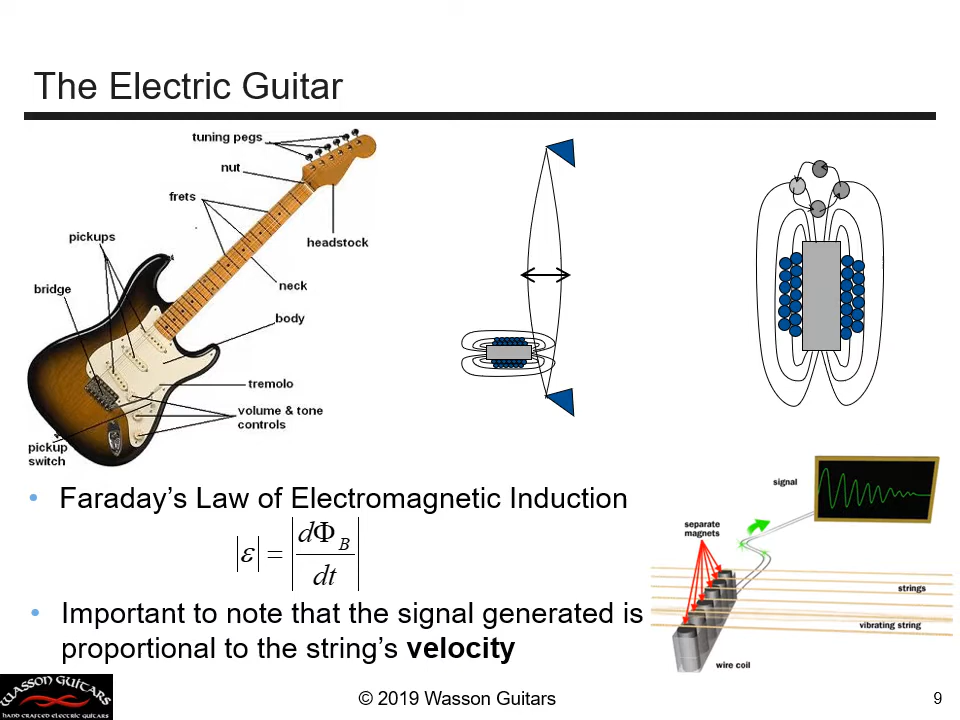 The Electric Guitar
tuning pegs
nut
frets
pickups
headstock
bridge
neck
body
tremolo
volume & tone
controls
pickup
switch
• Faraday's Law of Electromagnetic Induction
|ε| = |dΦ_B/dt|
• Important to note that the signal generated is
proportional to the string's velocity
signal
separate
magnets
strings
vibrating string
wire coil
WASSON GUITARS
HAND CRAFTED ELECTRIC GUITARS
© 2019 Wasson Guitars
9